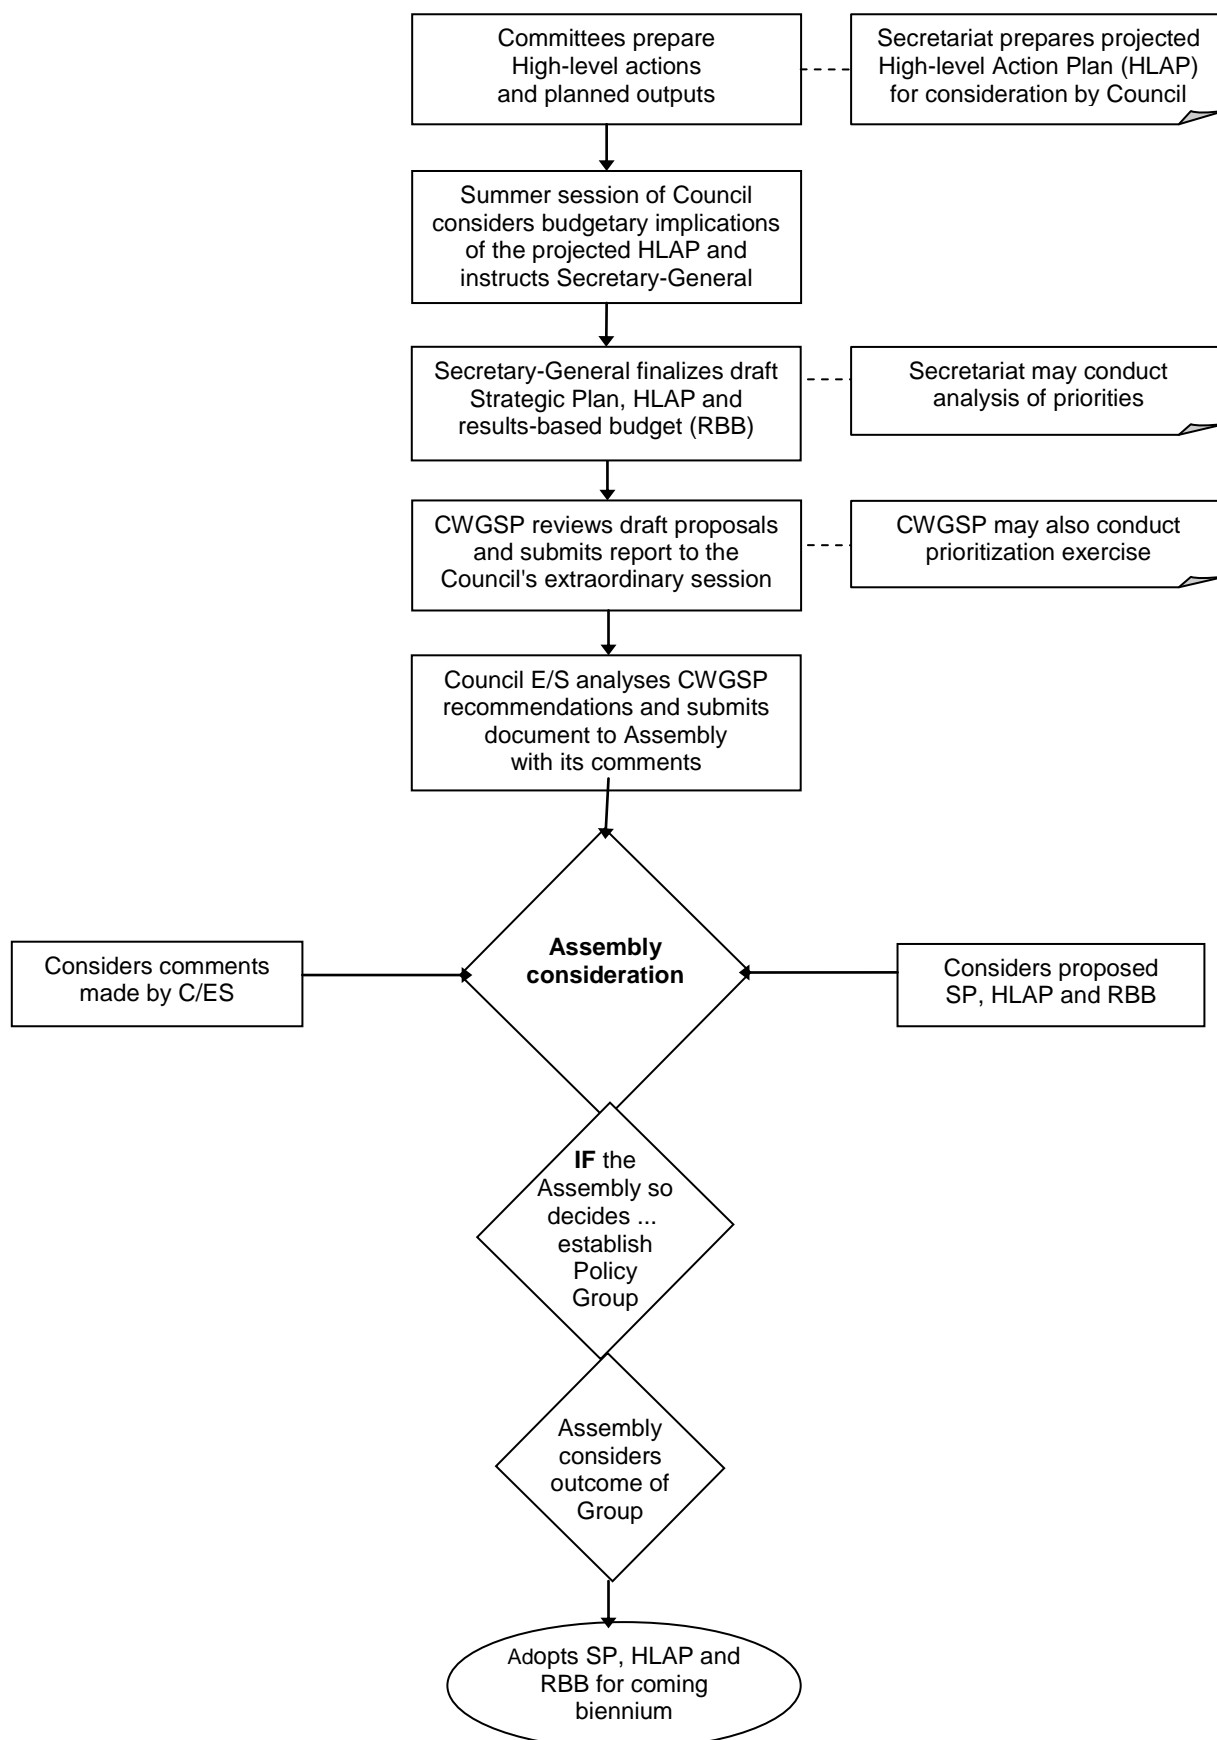 Committees prepare
High-level actions
and planned outputs
Secretariat prepares projected
High-level Action Plan (HLAP)
for consideration by Council
Summer session of Council
considers budgetary implications
of the projected HLAP and
instructs Secretary-General
Secretary-General finalizes draft
Strategic Plan, HLAP and
results-based budget (RBB)
Secretariat may conduct
analysis of priorities
CWGSP reviews draft proposals
and submits report to the
Council's extraordinary session
CWGSP may also conduct
prioritization exercise
Council E/S analyses CWGSP
recommendations and submits
document to Assembly
with its comments
Considers comments
made by C/ES
Assembly
consideration
Considers proposed
SP, HLAP and RBB
IF the
Assembly so
decides ...
establish
Policy
Group
Assembly
considers
outcome of
Group
Adopts SP, HLAP and
RBB for coming
biennium